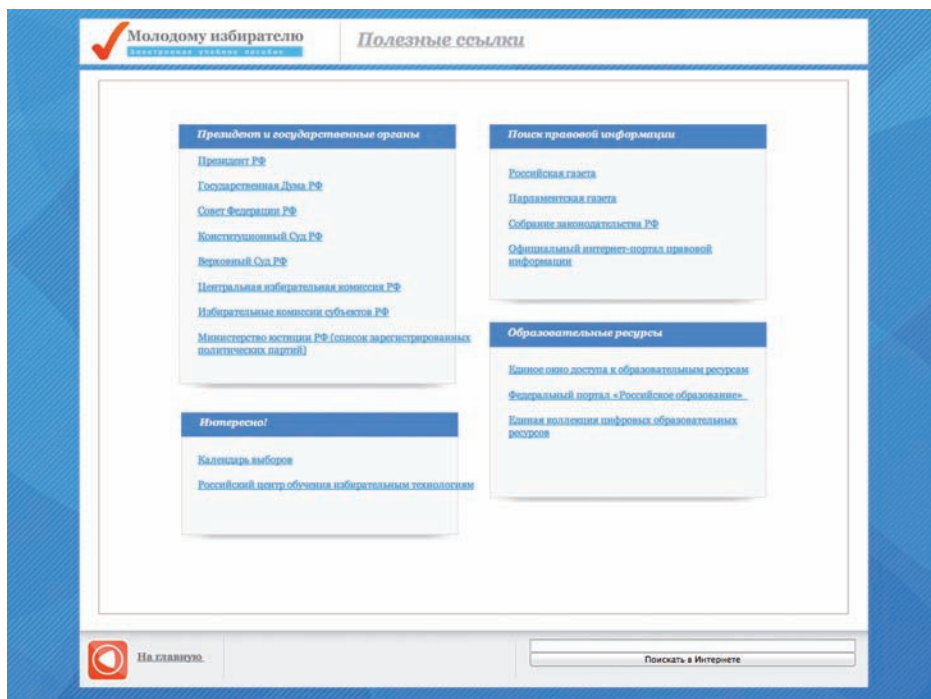 Молодому избирателю
Электронное учебное пособие
Полезные ссылки
Президент и государственные органы
Президент РФ
Государственная Дума РФ
Совет Федерации РФ
Конституционный Суд РФ
Верховный Суд РФ
Центральная избирательная комиссия РФ
Избирательные комиссии субъектов РФ
Министерство юстиции РФ (список зарегистрированных
политических партий)
Интересно!
Календарь выборов
Российский центр обучения избирательным технологиям
Поиск правовой информации
Российская газета
Парламентская газета
Собрание законодательства РФ
Официальный интернет-портал правовой
информации
Образовательные ресурсы
Единое окно доступа к образовательным ресурсам
Федеральный портал «Российское образование»
Единая коллекция цифровых образовательных
ресурсов
На главную
Поискать в Интернете